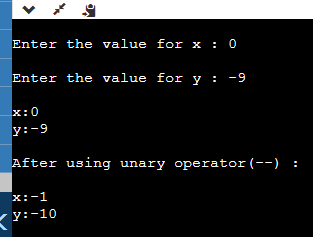 Enter the value for x : 0
Enter the value for y : -9
x:0
y:-9
After using unary operator(--) :
x:-1
y:-10